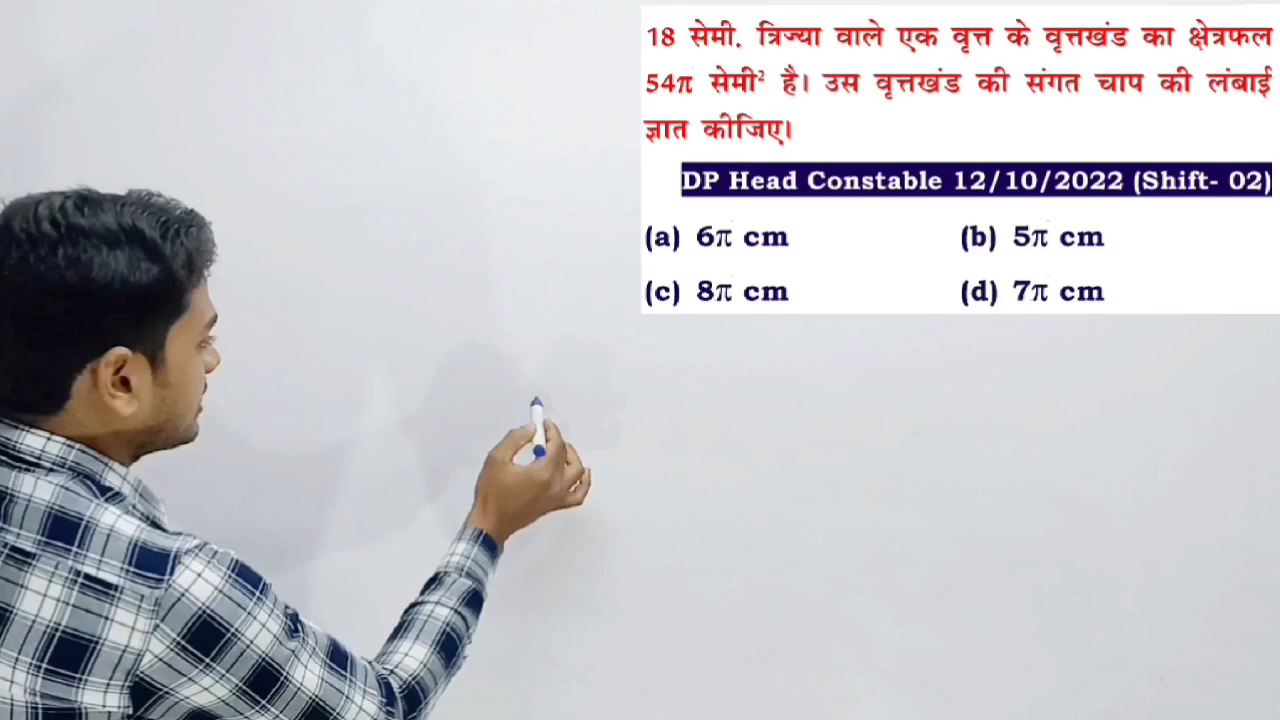 18 सेमी. त्रिज्या वाले एक वृत्त के वृत्तखंड का क्षेत्रफल
54π सेमी² है। उस वृत्तखंड की संगत चाप की लंबाई
ज्ञात कीजिए।
DP Head Constable 12/10/2022 (Shift- 02)
(a) 6π cm (b) 5π cm
(c) 8π cm (d) 7π cm